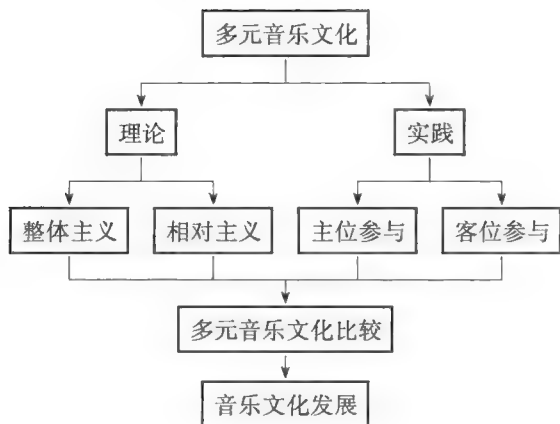 多元音乐文化
理论 实践
整体主义 相对主义 主位参与 客位参与
多元音乐文化比较
音乐文化发展